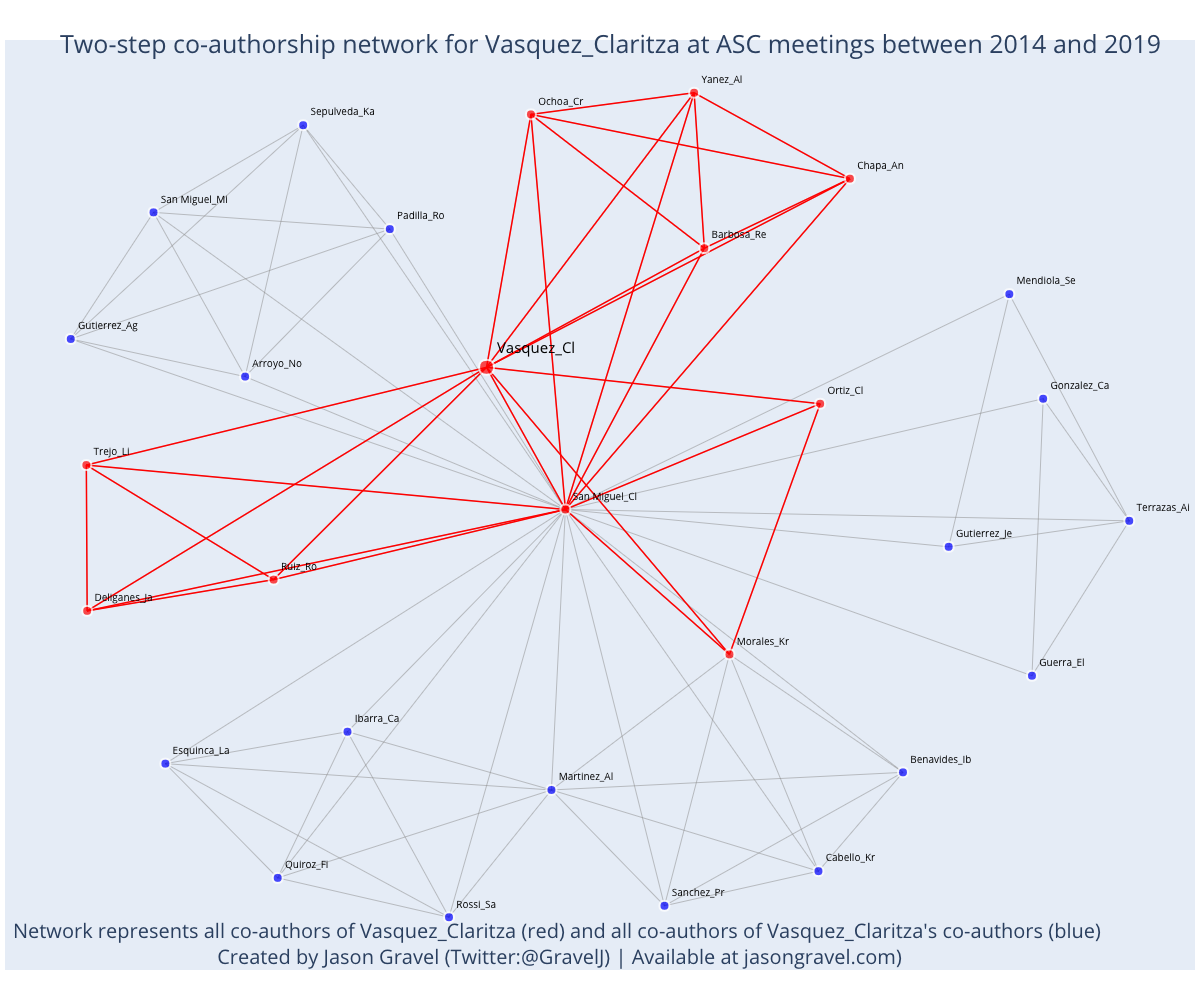 Two-step co-authorship network for Vasquez_Claritza at ASC meetings between 2014 and 2019
Yanez_Al
Ochoa_Cr
Sepulveda_Ka
Chapa_An
San Miguel_Mi
Padilla_Ro
Barbosa_Re
Mendiola_Se
Gutierrez_Ag
Vasquez_Cl
Arroyo_No
Gonzalez_Ca
Ortiz_Cl
Trejo_Li
San Miguel_Cl
Terrazas_Al
Gutierrez_Je
Ruiz_Ro
Deliganes_Ja
Morales_Kr
Guerra_El
Ibarra_Ca
Esquinca_La
Benavides_Ib
Martinez_Al
Cabello_Kr
Quiroz_Fi
Sanchez_Pr
Rossi_Sa
Network represents all co-authors of Vasquez_Claritza (red) and all co-authors of Vasquez_Claritza's co-authors (blue)
Created by Jason Gravel (Twitter:@GravelJ) | Available at jasongravel.com)